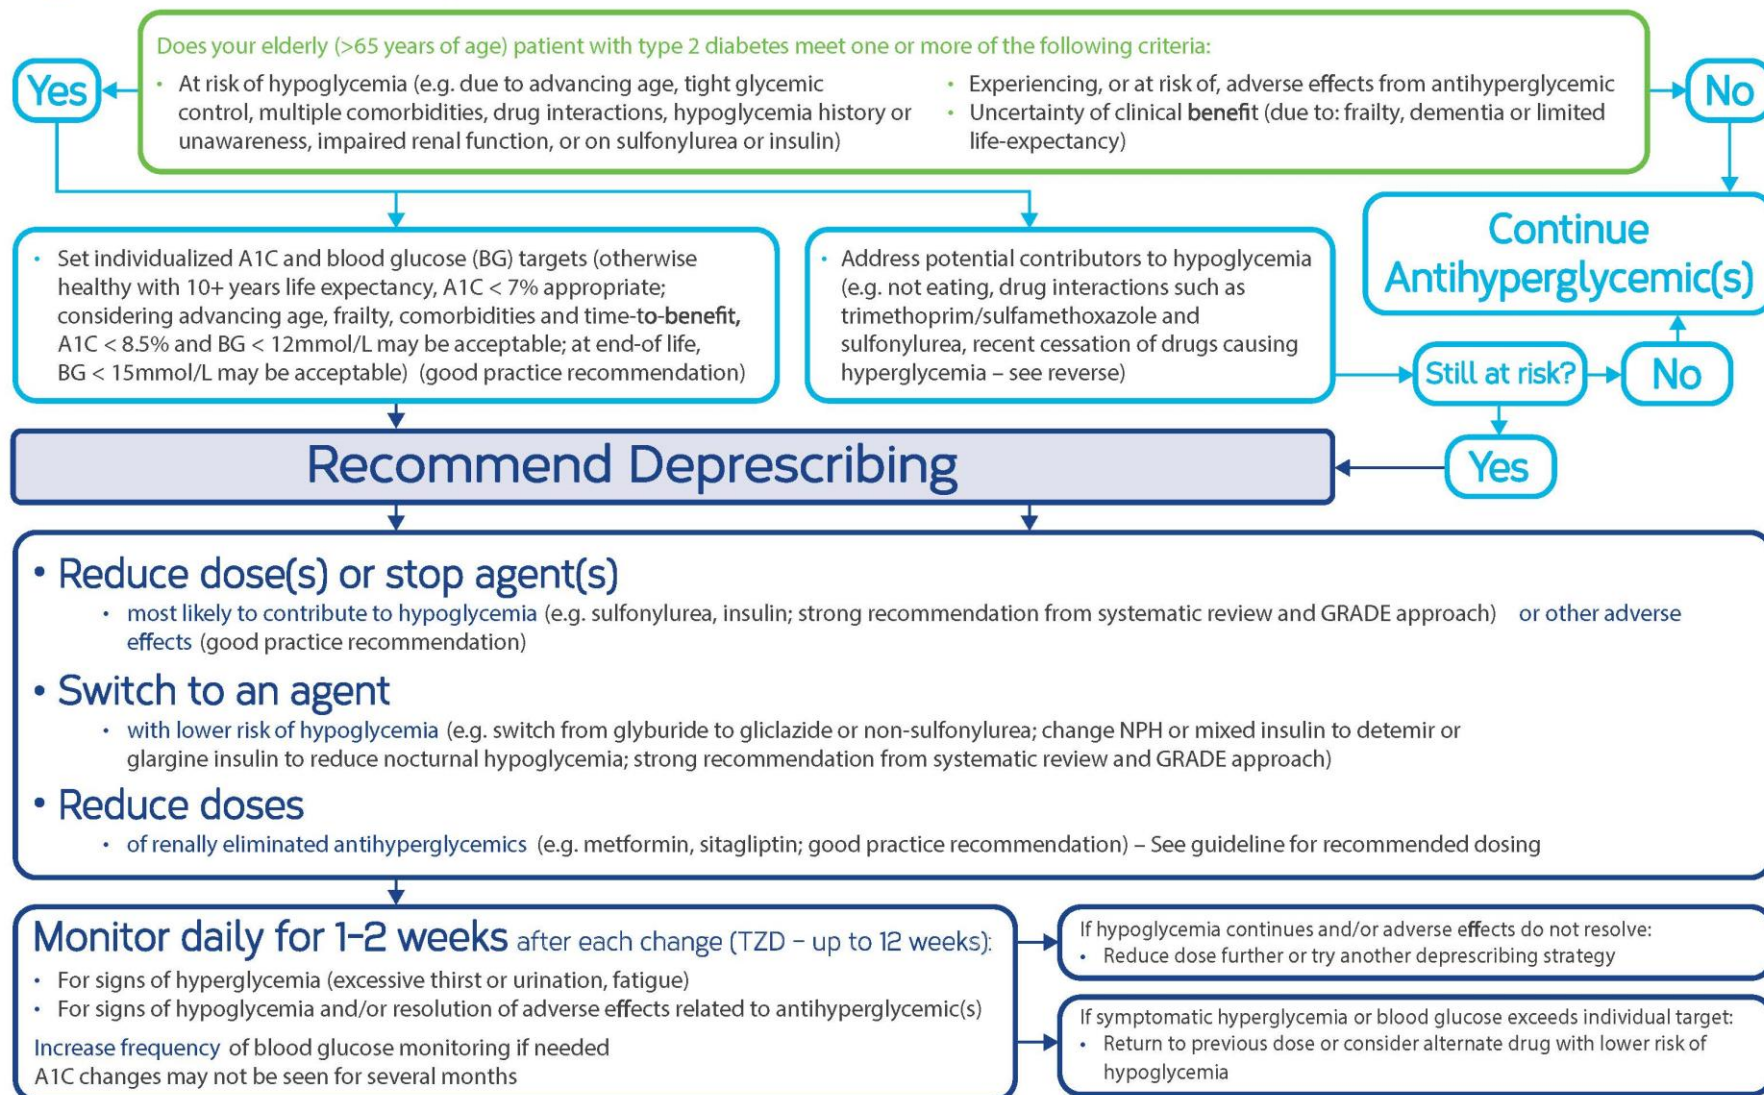 Does your elderly (>65 years of age) patient with type 2 diabetes meet one or more of the following criteria:
Yes
• At risk of hypoglycemia (e.g. due to advancing age, tight glycemic
control, multiple comorbidities, drug interactions, hypoglycemia history or
unawareness, impaired renal function, or on sulfonylurea or insulin)
• Experiencing, or at risk of, adverse effects from antihyperglycemic
• Uncertainty of clinical benefit (due to: frailty, dementia or limited
life-expectancy)
No
• Set individualized A1C and blood glucose (BG) targets (otherwise
healthy with 10+ years life expectancy, A1C < 7% appropriate;
considering advancing age, frailty, comorbidities and time-to-benefit,
A1C < 8.5% and BG < 12mmol/L may be acceptable; at end-of life,
BG < 15mmol/L may be acceptable) (good practice recommendation)
• Address potential contributors to hypoglycemia
(e.g. not eating, drug interactions such as
trimethoprim/sulfamethoxazole and
sulfonylurea, recent cessation of drugs causing
hyperglycemia – see reverse)
Continue
Antihyperglycemic(s)
Still at risk?
No
Yes
Recommend Deprescribing
• Reduce dose(s) or stop agent(s)
• most likely to contribute to hypoglycemia (e.g. sulfonylurea, insulin; strong recommendation from systematic review and GRADE approach) or other adverse
effects (good practice recommendation)
• Switch to an agent
• with lower risk of hypoglycemia (e.g. switch from glyburide to gliclazide or non-sulfonylurea; change NPH or mixed insulin to detemir or
glargine insulin to reduce nocturnal hypoglycemia; strong recommendation from systematic review and GRADE approach)
• Reduce doses
• of renally eliminated antihyperglycemics (e.g. metformin, sitagliptin; good practice recommendation) – See guideline for recommended dosing
Monitor daily for 1-2 weeks after each change (TZD – up to 12 weeks):
• For signs of hyperglycemia (excessive thirst or urination, fatigue)
• For signs of hypoglycemia and/or resolution of adverse effects related to antihyperglycemic(s)
Increase frequency of blood glucose monitoring if needed
A1C changes may not be seen for several months
If hypoglycemia continues and/or adverse effects do not resolve:
• Reduce dose further or try another deprescribing strategy
If symptomatic hyperglycemia or blood glucose exceeds individual target:
• Return to previous dose or consider alternate drug with lower risk of
hypoglycemia